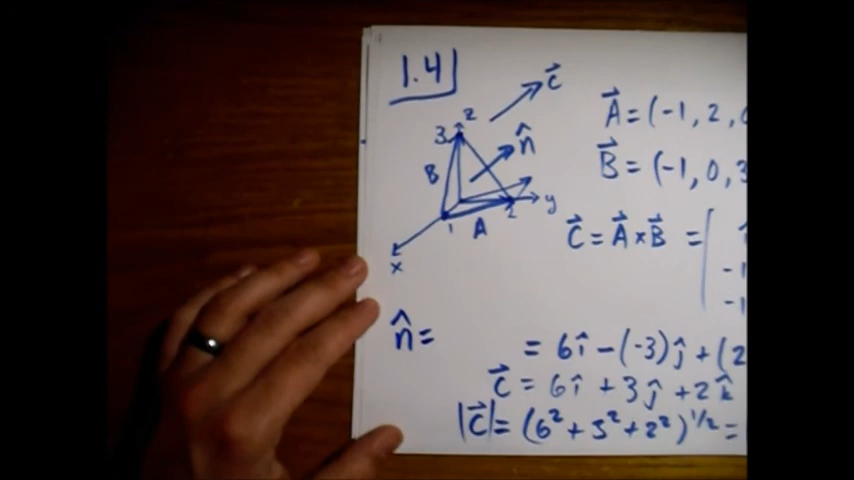 1.4
C⃗
z
3
n̂
B
y
1
A
2
x
A⃗ = (-1, 2, 0
B⃗ = (-1, 0, 3
C⃗ = A⃗ × B⃗ = | î
-1
-1
n̂ =
= 6î - (-3)ĵ + (2
C⃗ = 6î + 3ĵ + 2k̂
|C⃗| = (6² + 3² + 2²)^1/2 =